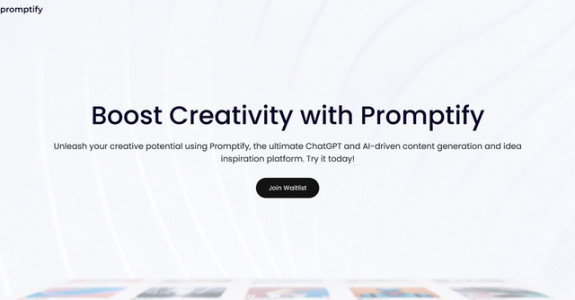 promptify
Boost Creativity with Promptify
Unleash your creative potential using Promptify, the ultimate ChatGPT and AI-driven content generation and idea
inspiration platform. Try it today!
Join Waitlist